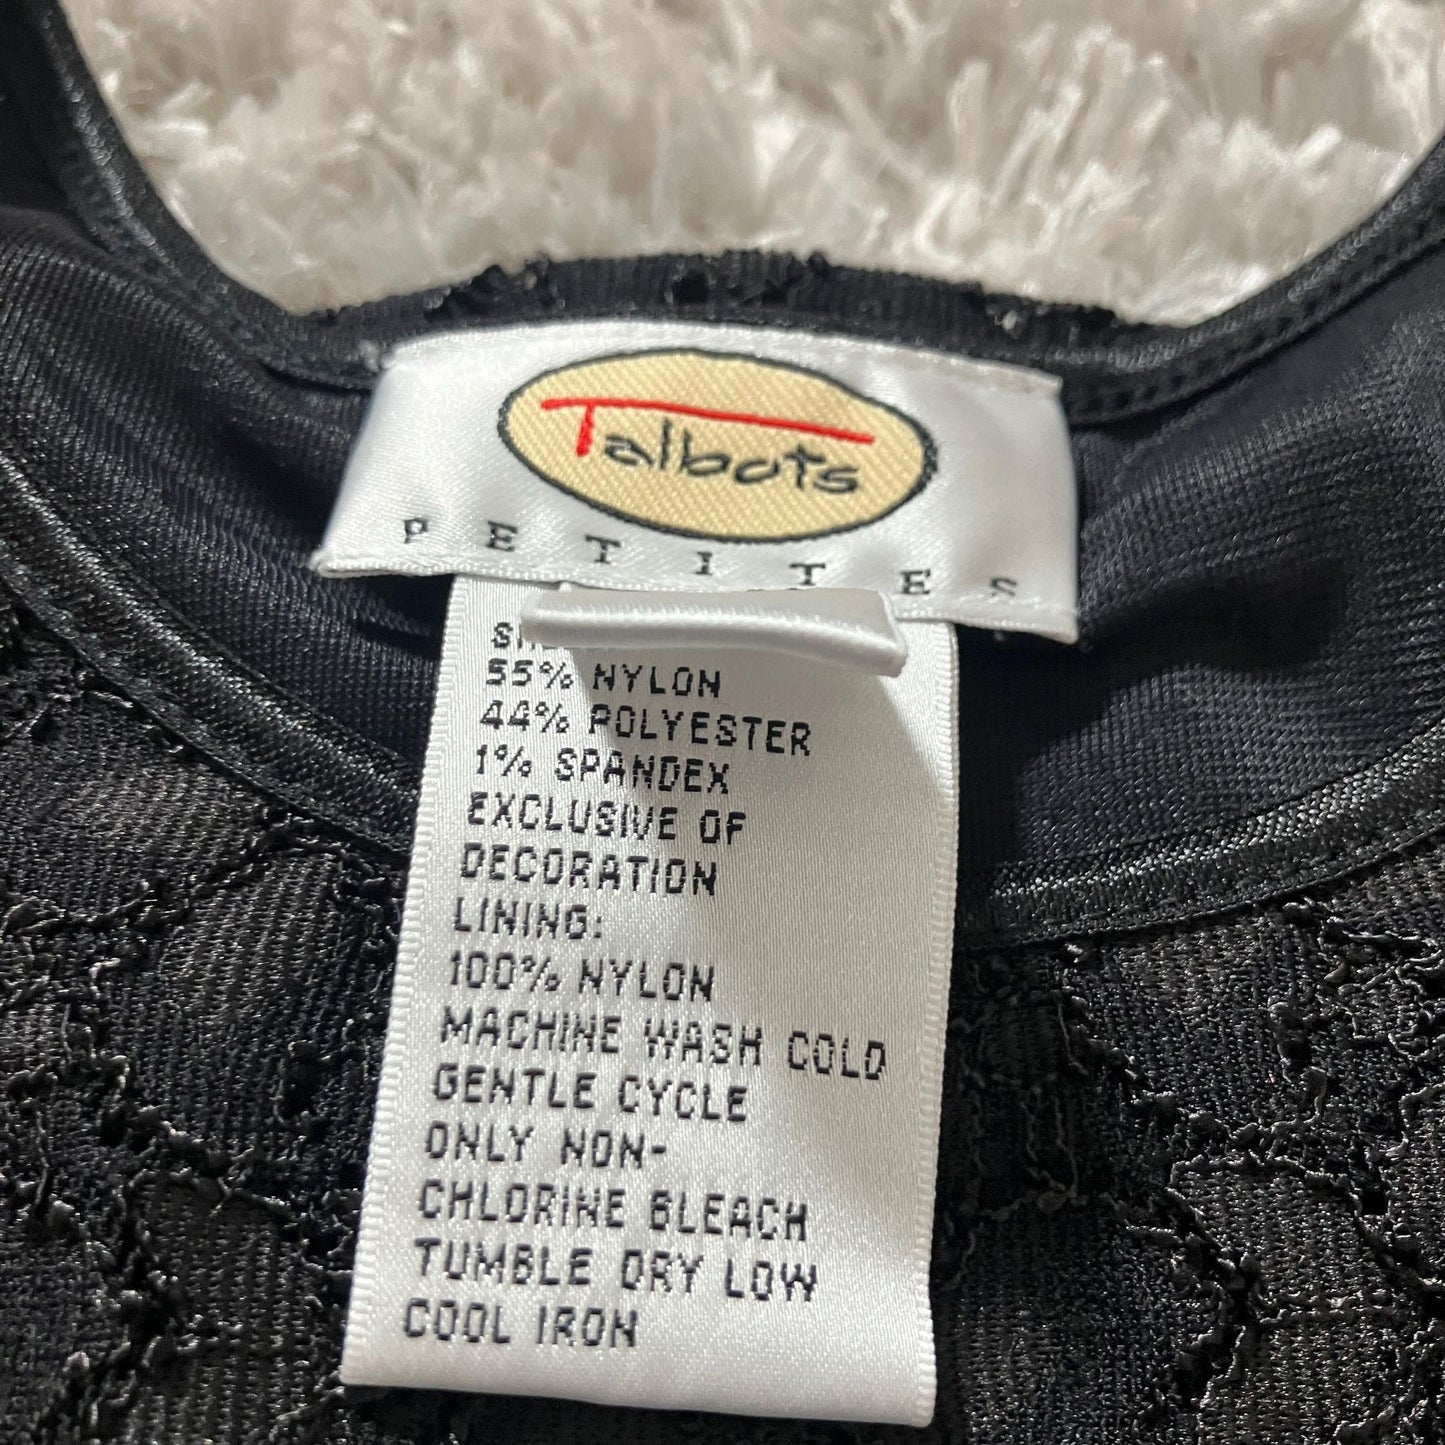 Talbots
PETITES
55% NYLON
44% POLYESTER
1% SPANDEX
EXCLUSIVE OF
DECORATION
LINING:
100% NYLON
MACHINE WASH COLD
GENTLE CYCLE
ONLY NON-
CHLORINE BLEACH
TUMBLE DRY LOW
COOL IRON